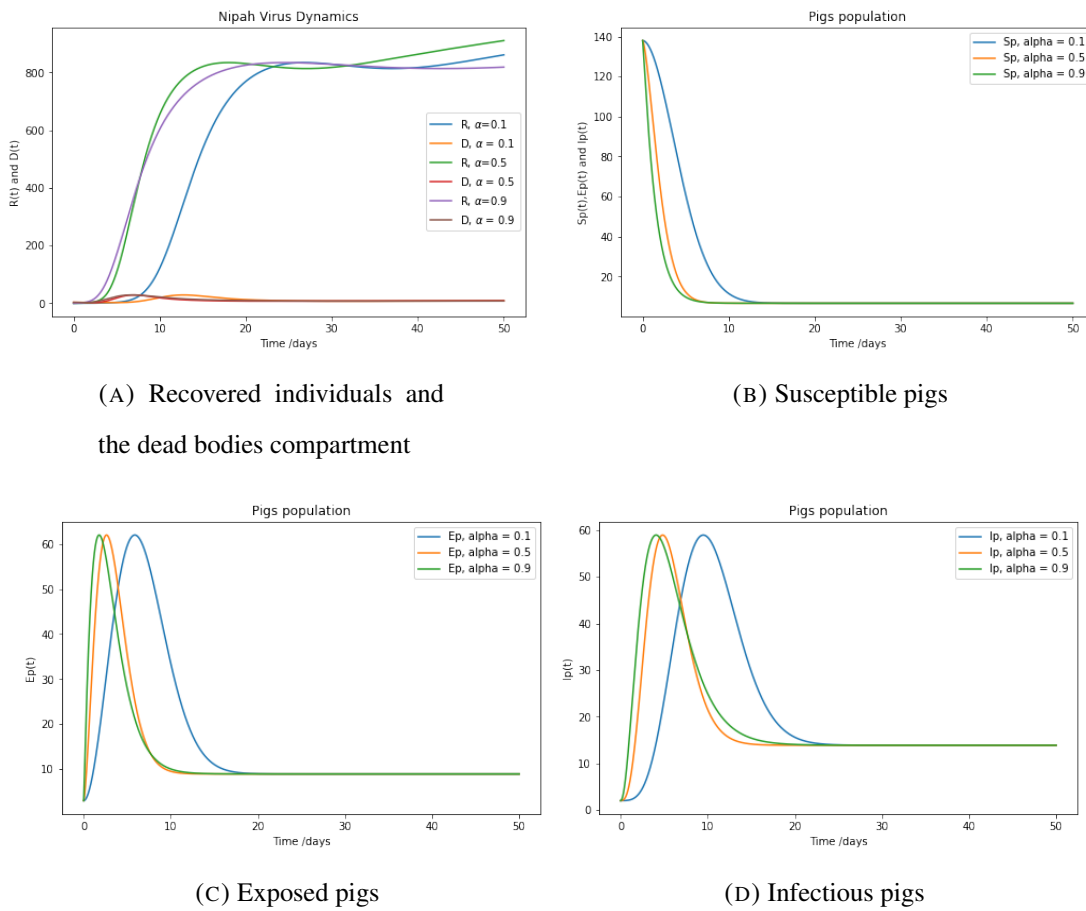 Nipah Virus Dynamics
R(t) and D(t)
800
600
400
200
0
R, α=0.1
D, α = 0.1
R, α=0.5
D, α = 0.5
R, α=0.9
D, α = 0.9
0 10 20 30 40 50
Time /days
(A) Recovered individuals and
the dead bodies compartment
Pigs population
Sp(t),Ep(t) and Ip(t)
140
120
100
80
60
40
20
Sp, alpha = 0.1
Sp, alpha = 0.5
Sp, alpha = 0.9
0 10 20 30 40 50
Time /days
(B) Susceptible pigs
Pigs population
Ep(t)
60
50
40
30
20
10
Ep, alpha = 0.1
Ep, alpha = 0.5
Ep, alpha = 0.9
0 10 20 30 40 50
Time /days
(C) Exposed pigs
Pigs population
Ip(t)
60
50
40
30
20
10
0
Ip, alpha = 0.1
Ip, alpha = 0.5
Ip, alpha = 0.9
0 10 20 30 40 50
Time /days
(D) Infectious pigs